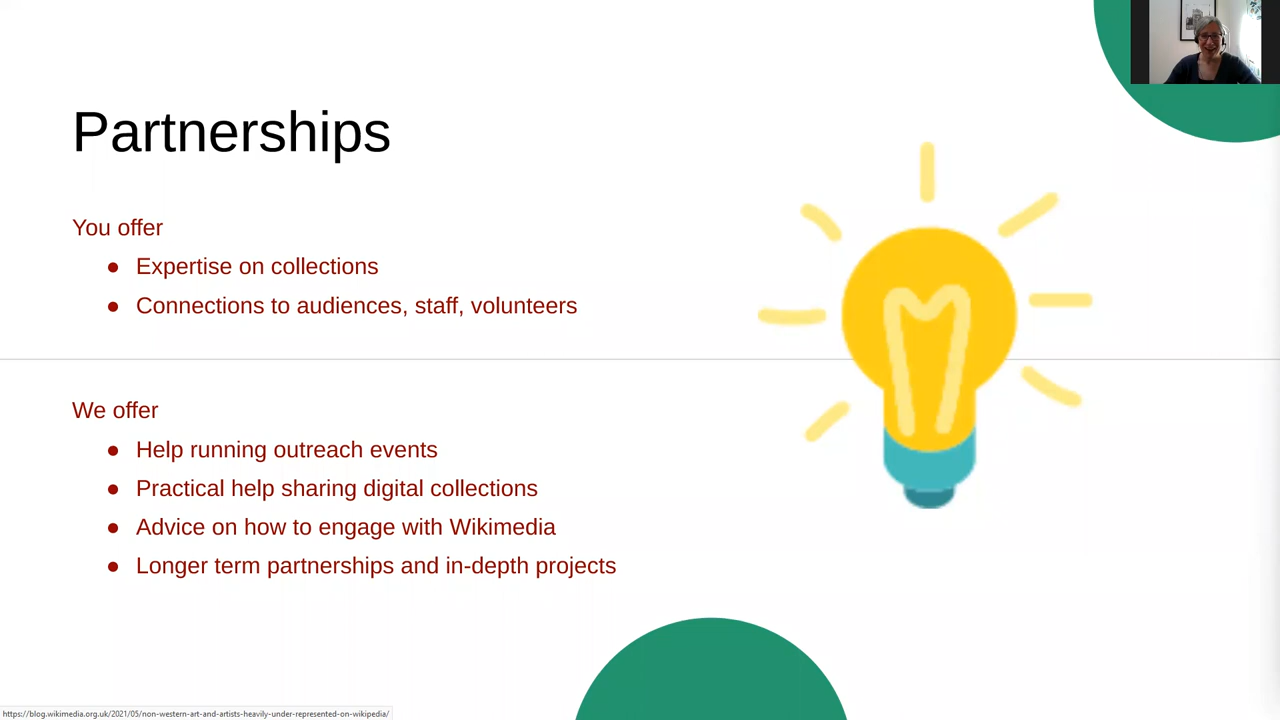 Partnerships
You offer
● Expertise on collections
● Connections to audiences, staff, volunteers
We offer
● Help running outreach events
● Practical help sharing digital collections
● Advice on how to engage with Wikimedia
● Longer term partnerships and in-depth projects
https://blog.wikimedia.org.uk/2021/05/non-western-art-and-artists-heavily-under-represented-on-wikipedia/